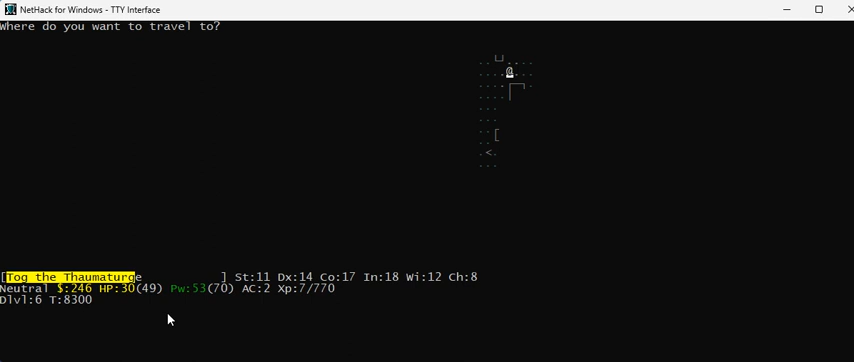 NetHack for Windows - TTY Interface
Where do you want to travel to?
. . └┘. . . .
. . . . @ . . .
. . . . ┌─┐ .
. . . . │
. . .
. . .
. . [
. .
. < .
. . .
[Tog the Thaumaturge ] St:11 Dx:14 Co:17 In:18 Wi:12 Ch:8
Neutral $:246 HP:30(49) Pw:53(70) AC:2 Xp:7/770
Dlvl:6 T:8300